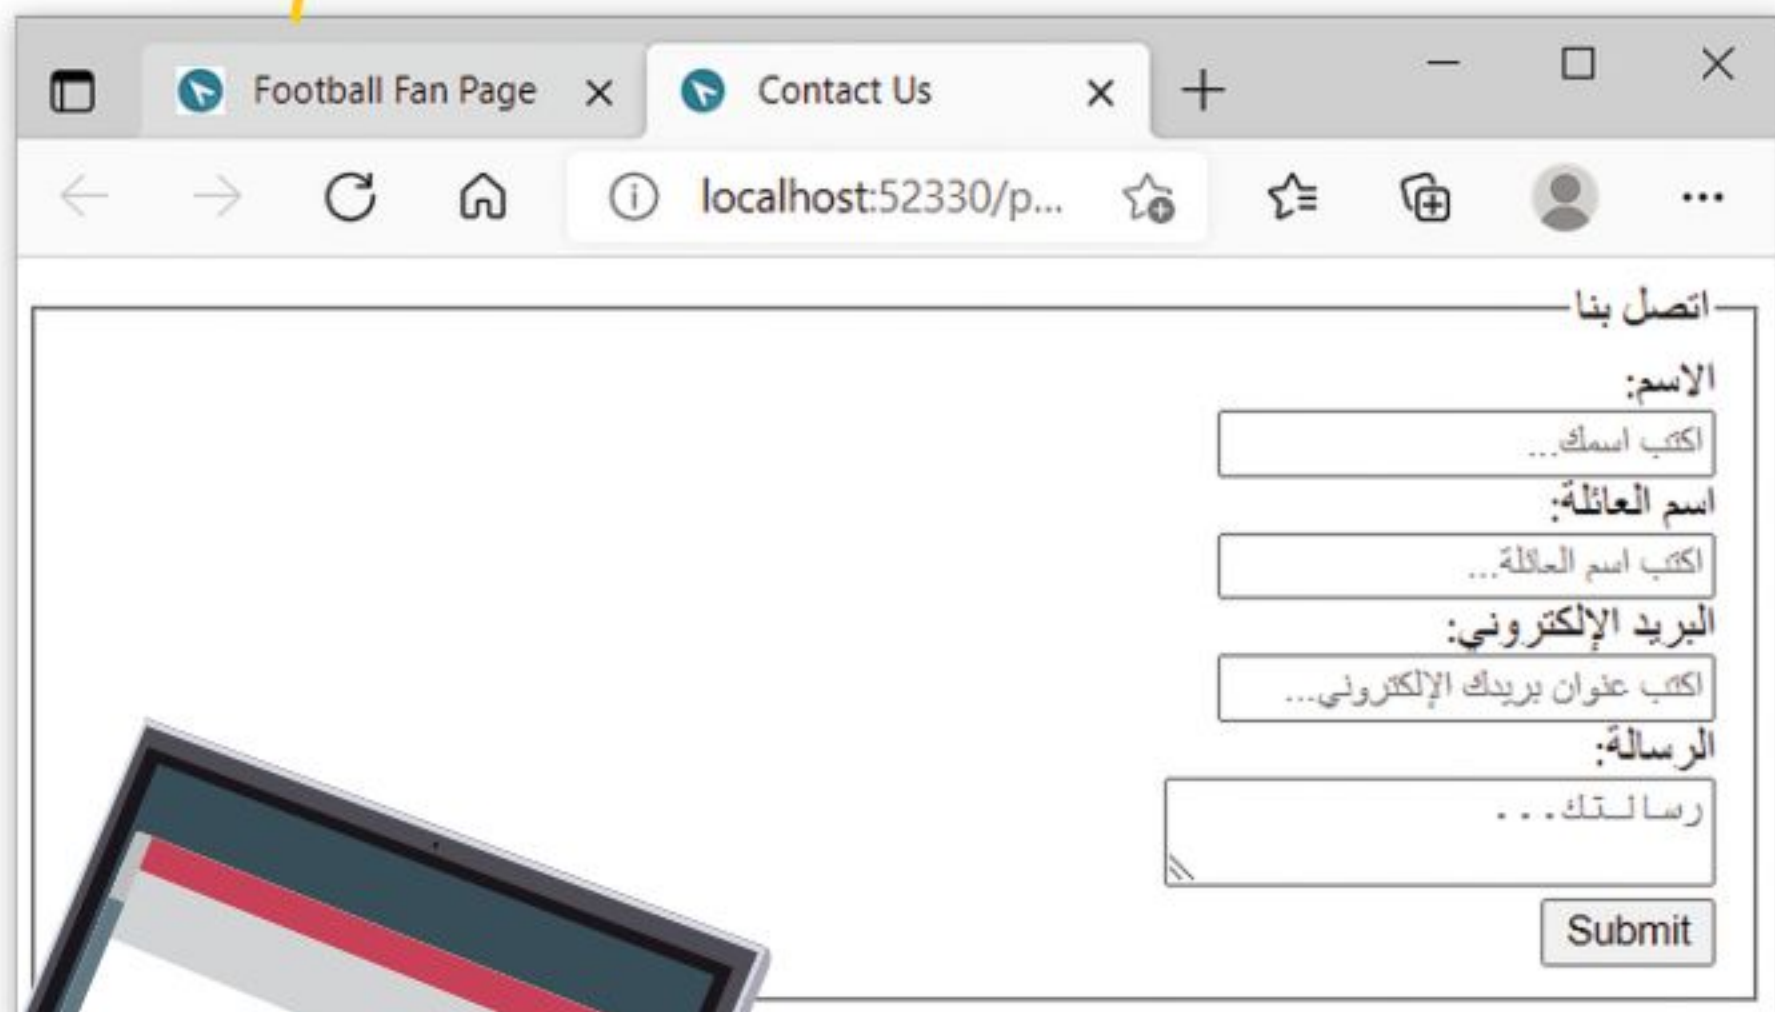 Football Fan Page
Contact Us
localhost:52330/p...
اتصل بنا
الاسم:
اكتب اسمك...
اسم العائلة:
اكتب اسم العائلة...
البريد الإلكتروني:
اكتب عنوان بريدك الإلكتروني...
الرسالة:
رسالتك...
Submit